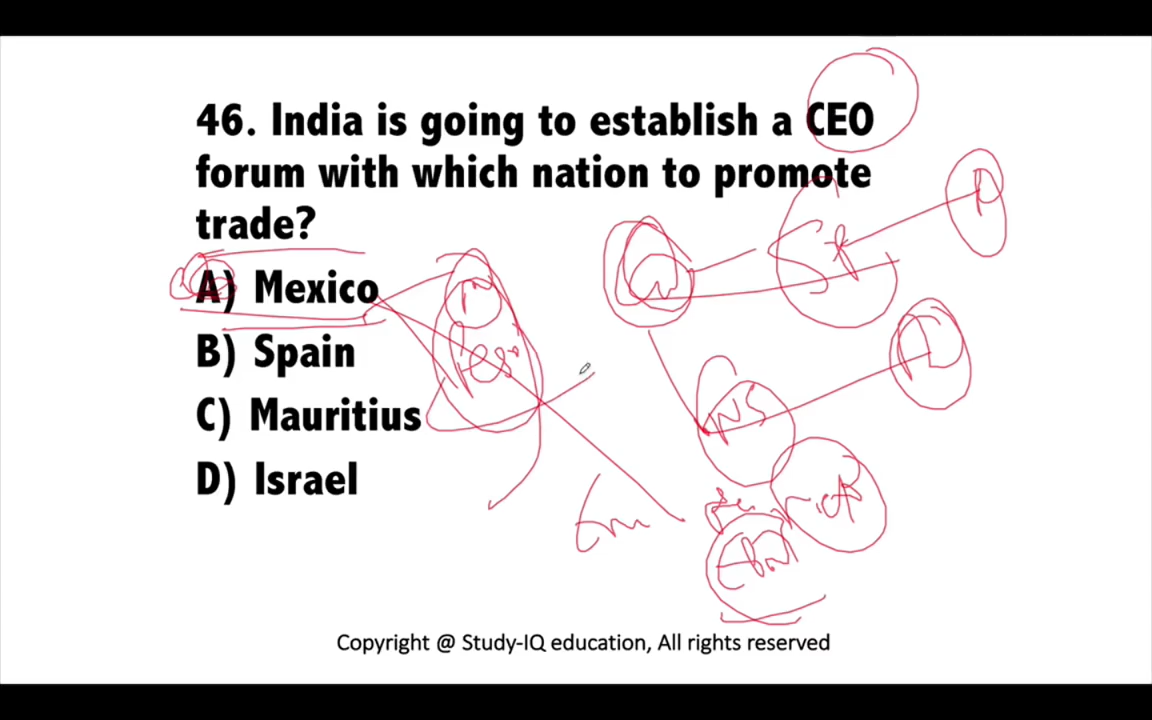 46. India is going to establish a CEO
forum with which nation to promote
trade?
A) Mexico
B) Spain
C) Mauritius
D) Israel
Copyright @ Study-IQ education, All rights reserved